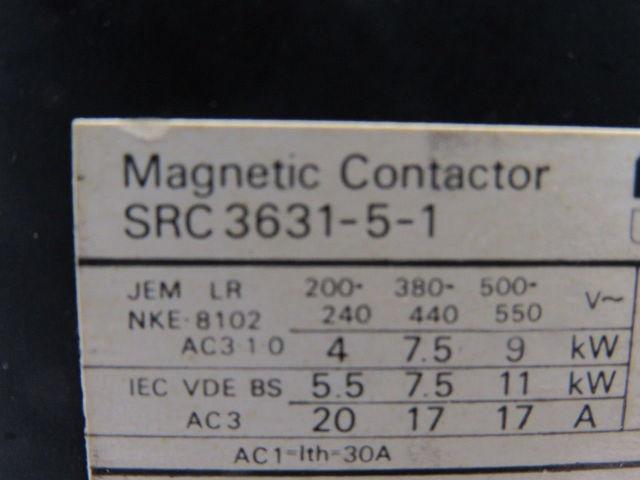 Magnetic Contactor
SRC 3631-5-1
JEM LR 200- 380- 500- V~
NKE·8102 240 440 550
AC3·1·0 4 7.5 9 kW
IEC VDE BS 5.5 7.5 11 kW
AC3 20 17 17 A
AC1=Ith=30A